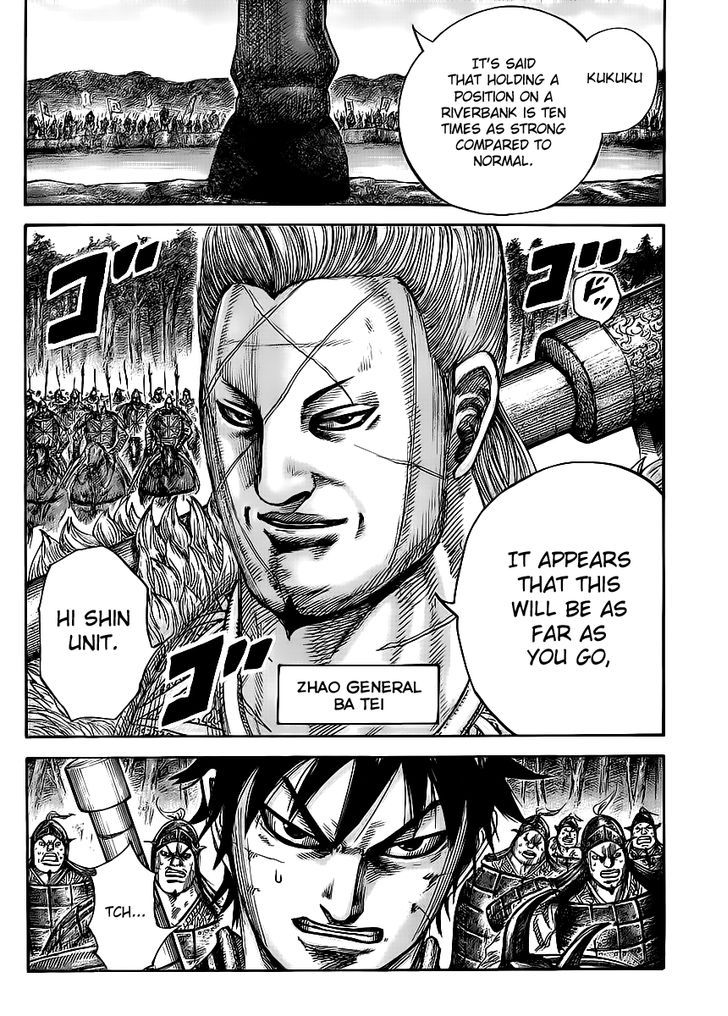 KUKUKU
IT'S SAID
THAT HOLDING A
POSITION ON A
RIVERBANK IS TEN
TIMES AS STRONG
COMPARED TO
NORMAL.
ゴ
ゴ
ドッ
IT APPEARS
THAT THIS
WILL BE AS
FAR AS
YOU GO,
HI SHIN
UNIT.
ゴ
ZHAO GENERAL
BA TEI
TCH...